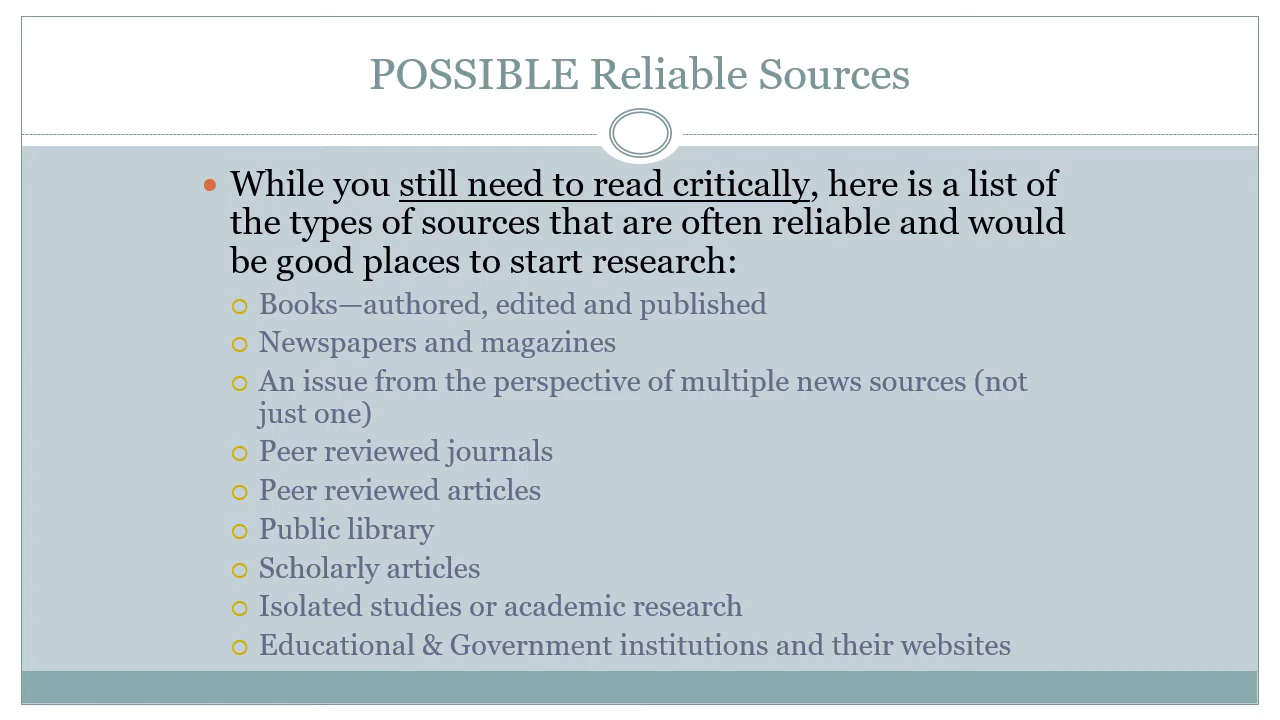 POSSIBLE Reliable Sources
While you still need to read critically, here is a list of
the types of sources that are often reliable and would
be good places to start research:
Books—authored, edited and published
Newspapers and magazines
An issue from the perspective of multiple news sources (not
just one)
Peer reviewed journals
Peer reviewed articles
Public library
Scholarly articles
Isolated studies or academic research
Educational & Government institutions and their websites